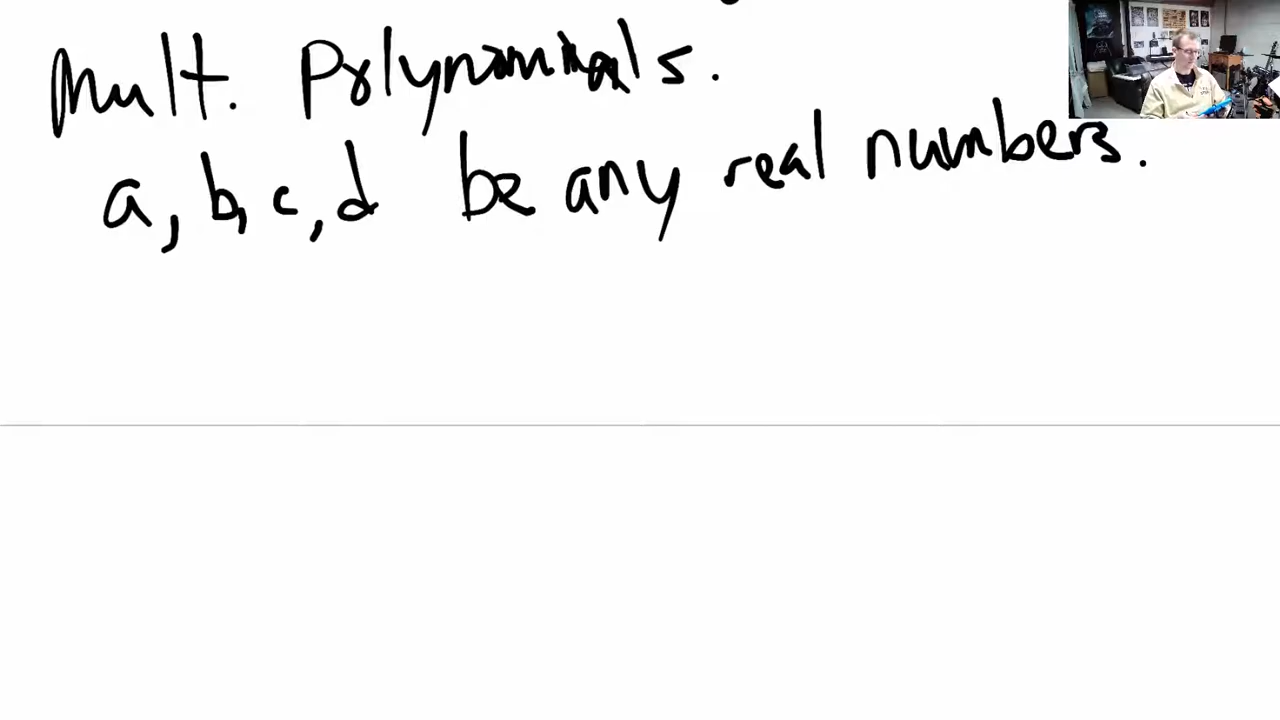 Mult. Polynomials.
a, b, c, d be any real numbers.